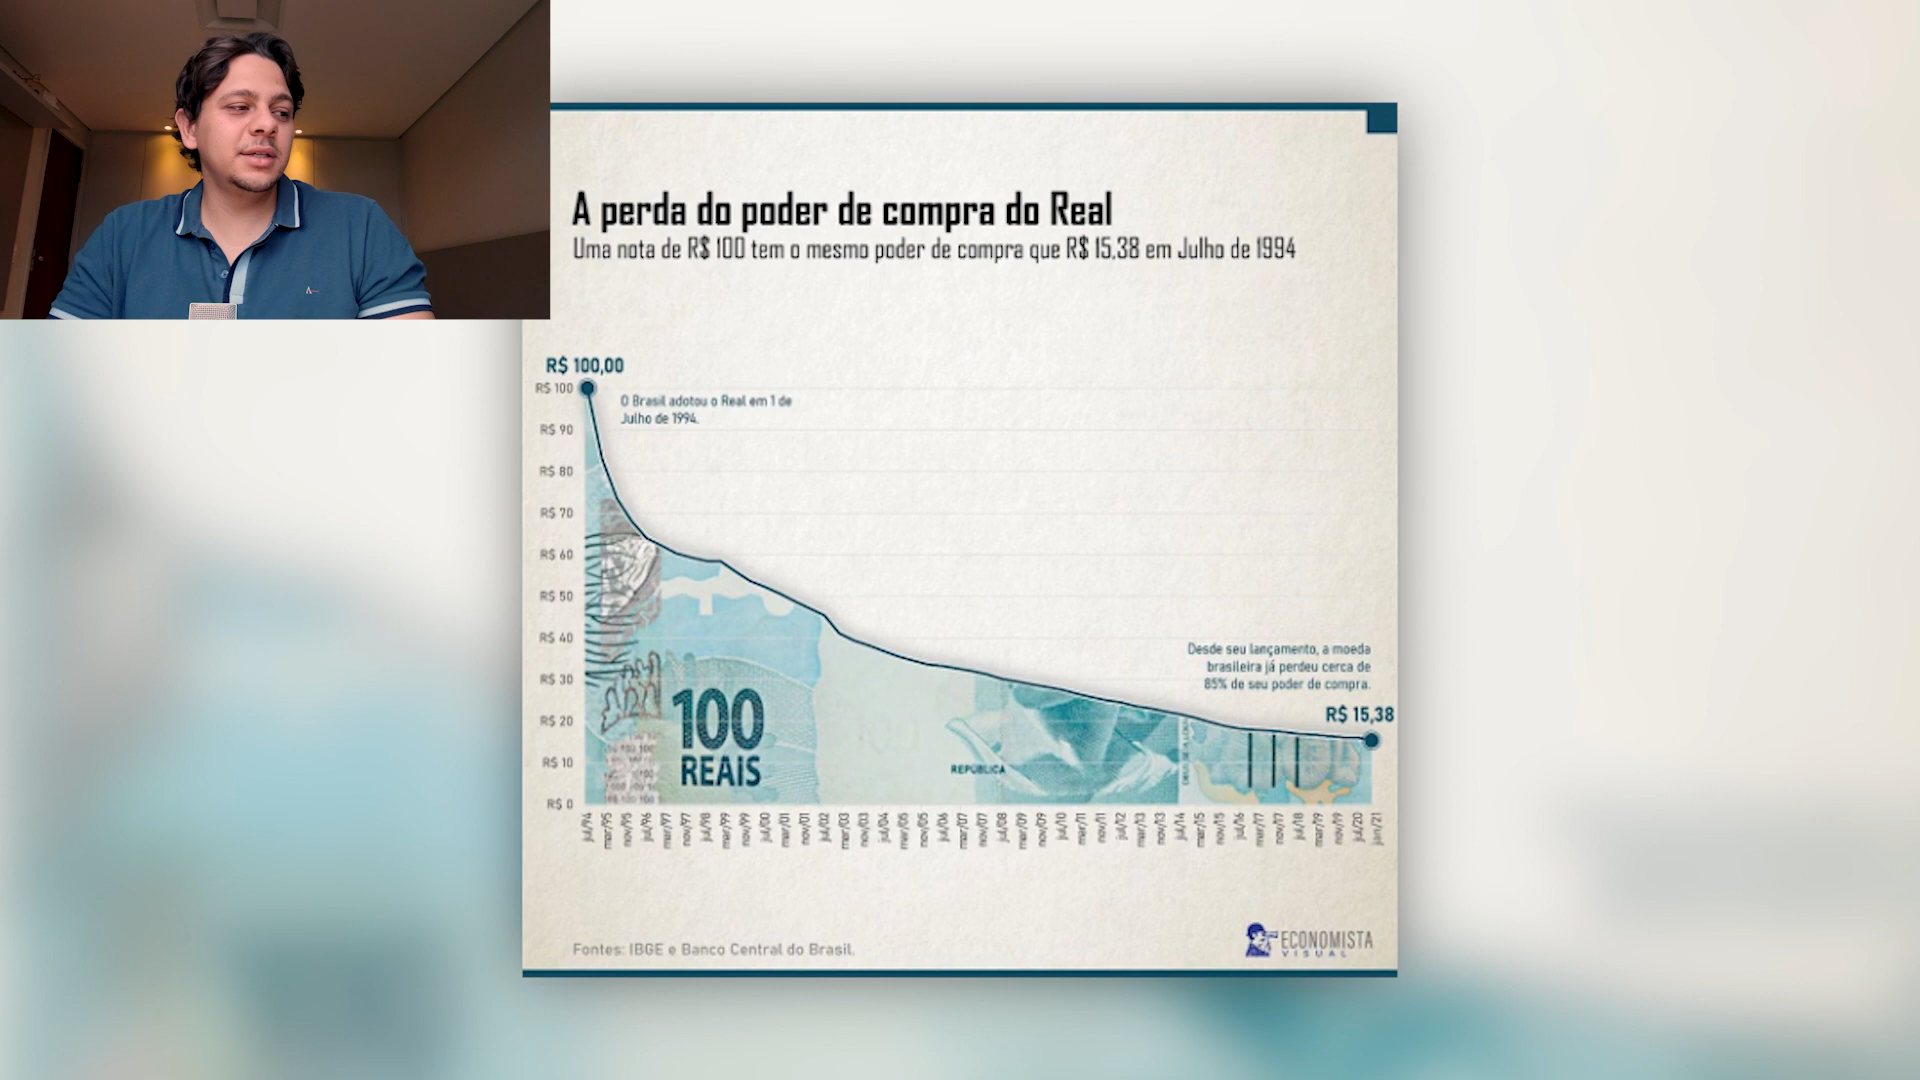 A perda do poder de compra do Real
Uma nota de R$ 100 tem o mesmo poder de compra que R$ 15,38 em Julho de 1994
R$ 100,00
R$ 100
O Brasil adotou o Real em 1 de
Julho de 1994.
R$ 90
R$ 80
R$ 70
R$ 60
R$ 50
R$ 40
Desde seu lançamento, a moeda
brasileira já perdeu cerca de
85% de seu poder de compra.
R$ 30
R$ 20
R$ 15,38
100
REAIS
REPÚBLICA
R$ 10
R$ 0
jul/94
mar/95
nov/95
jul/96
mar/97
nov/97
jul/98
mar/99
nov/99
jul/00
mar/01
nov/01
jul/02
mar/03
nov/03
jul/04
mar/05
nov/05
jul/06
mar/07
nov/07
jul/08
mar/09
nov/09
jul/10
mar/11
nov/11
jul/12
mar/13
nov/13
jul/14
mar/15
nov/15
jul/16
mar/17
nov/17
jul/18
mar/19
nov/19
jul/20
jan/21
Fontes: IBGE e Banco Central do Brasil.
ECONOMISTA
VISUAL